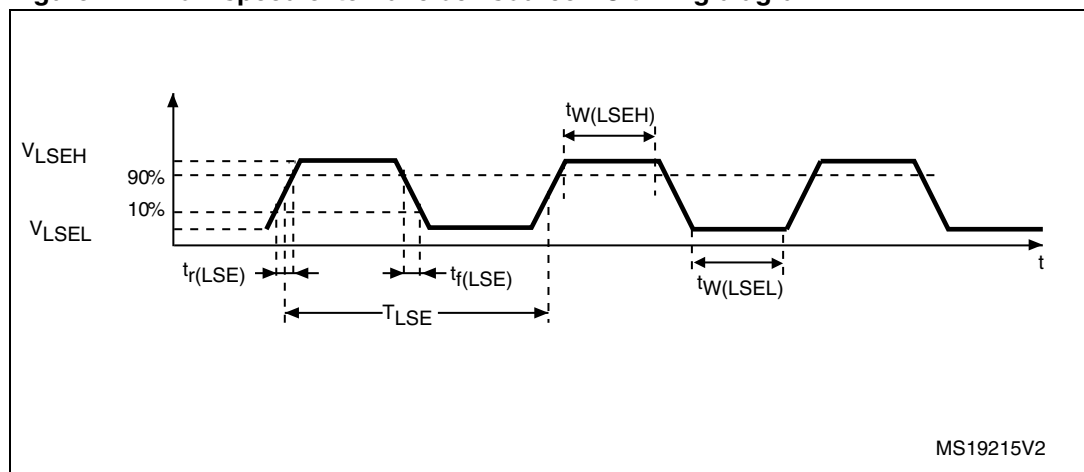 tW(LSEH)
VLSEH
90%
10%
VLSEL
tr(LSE)
tf(LSE)
tW(LSEL)
t
TLSE
MS19215V2